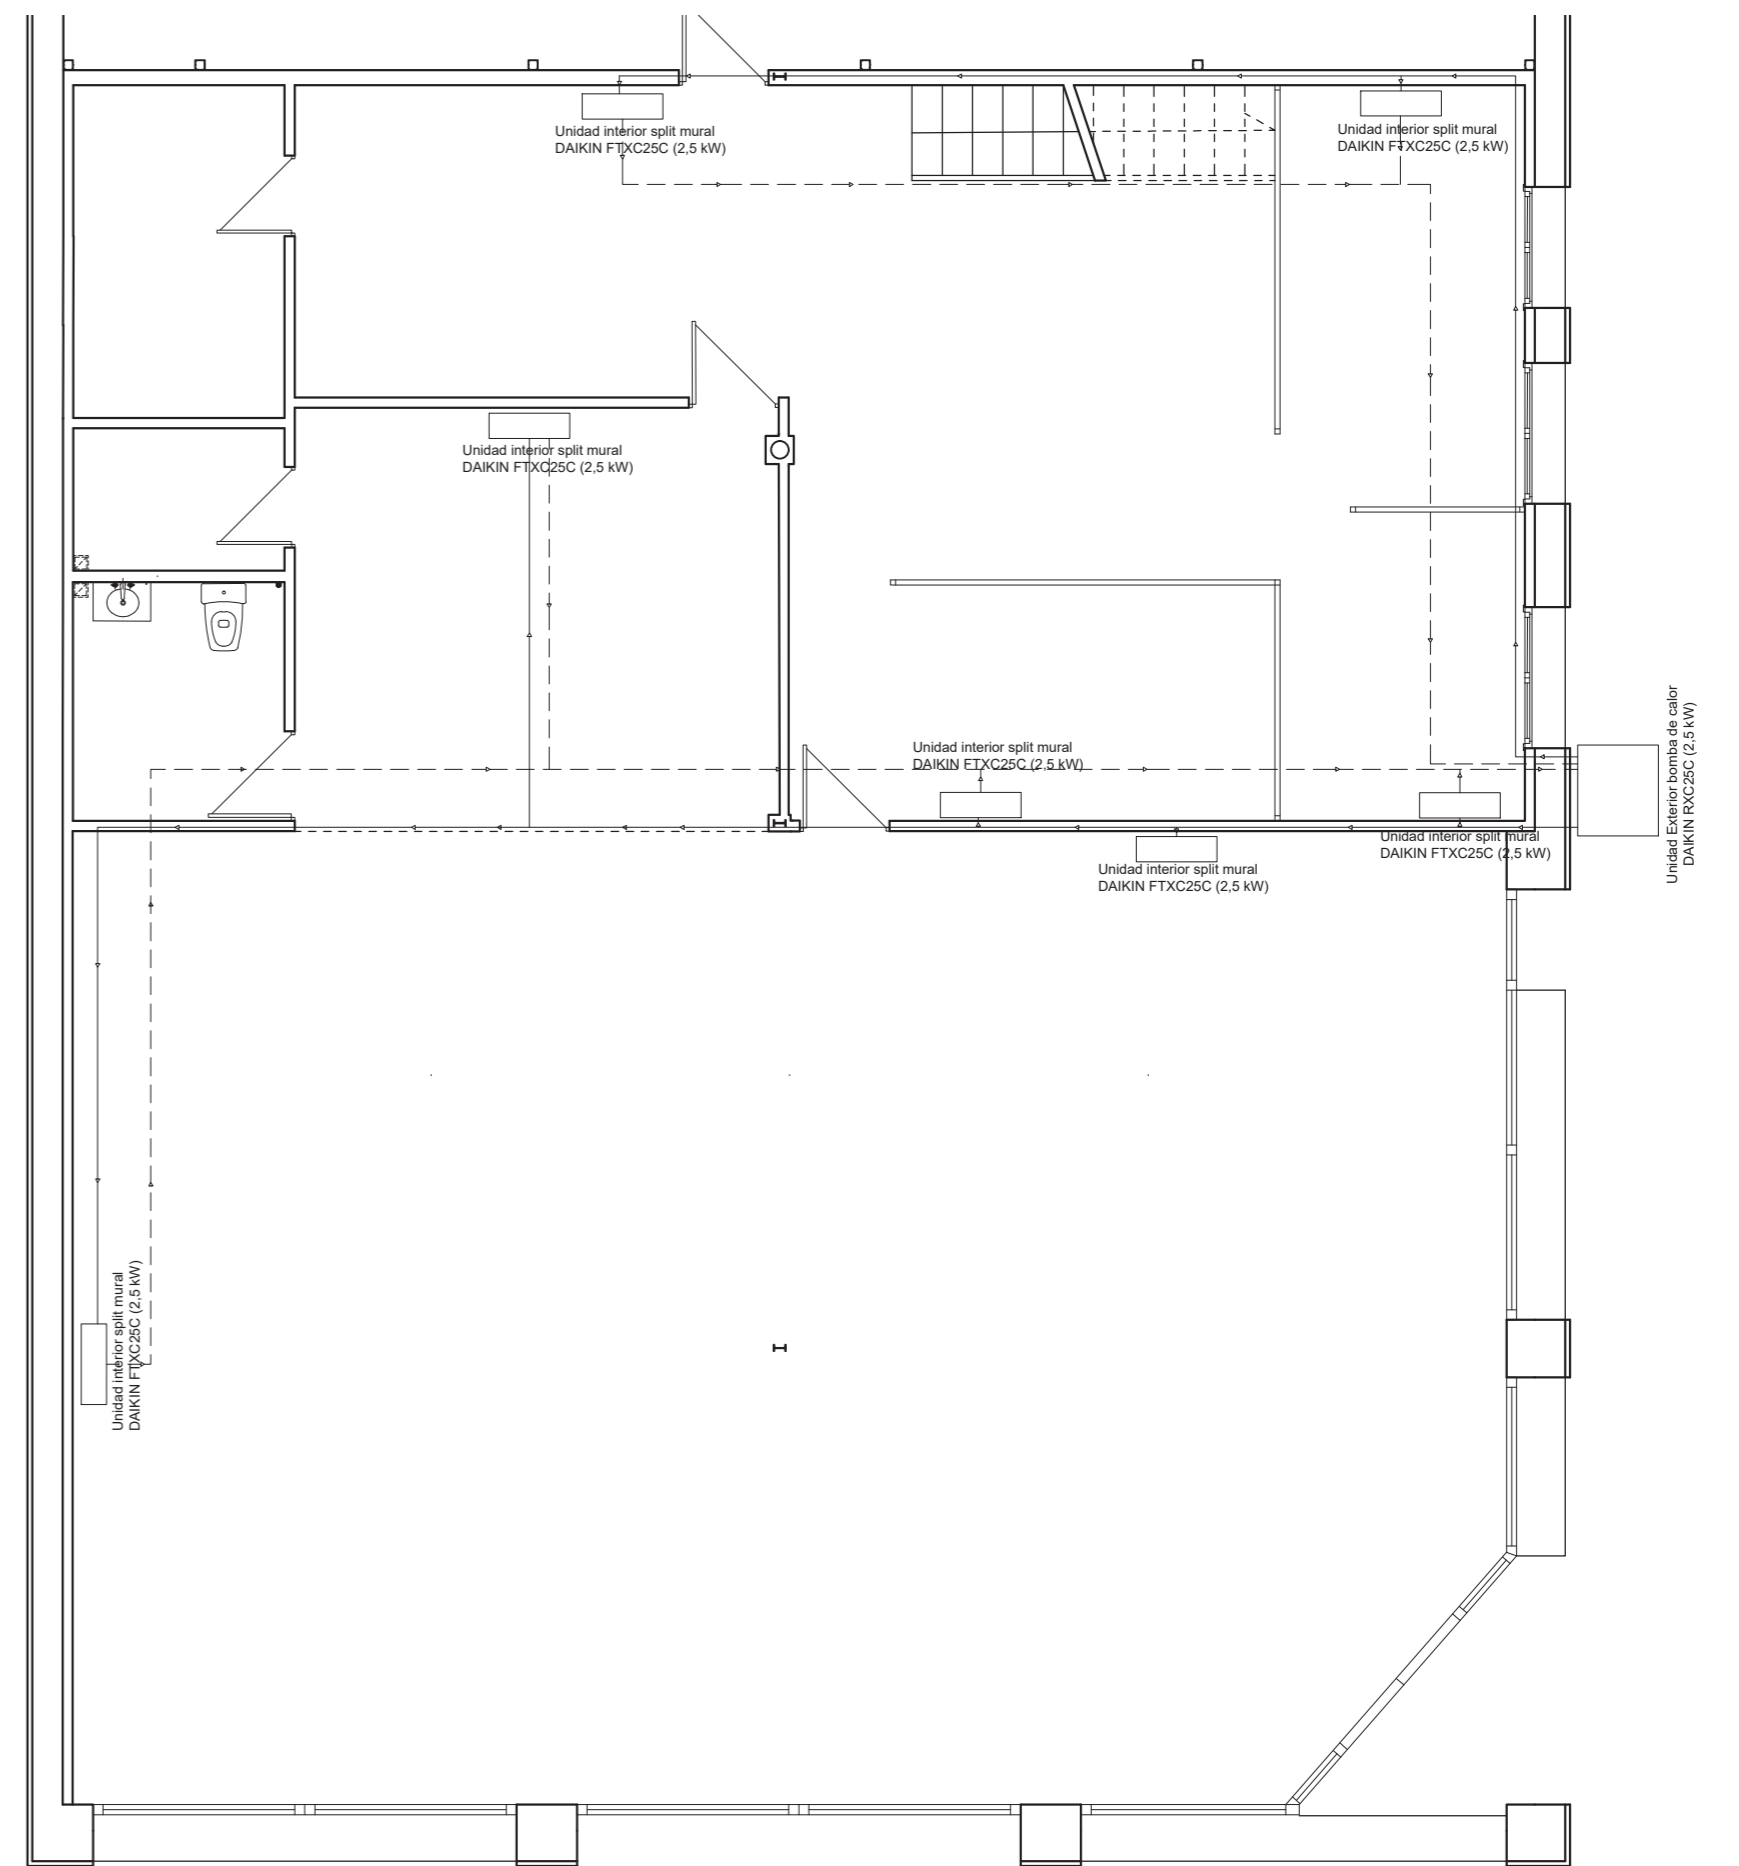 Unidad interior split mural
DAIKIN FTXC25C (2,5 kW)
Unidad interior split mural
DAIKIN FTXC25C (2,5 kW)
Unidad interior split mural
DAIKIN FTXC25C (2,5 kW)
Unidad interior split mural
DAIKIN FTXC25C (2,5 kW)
Unidad Exterior bomba de calor
DAIKIN RXC25C (2,5 kW)
Unidad interior split mural
DAIKIN FTXC25C (2,5 kW)
Unidad interior split mural
DAIKIN FTXC25C (2,5 kW)
Unidad interior split mural
DAIKIN FTXC25C (2,5 kW)